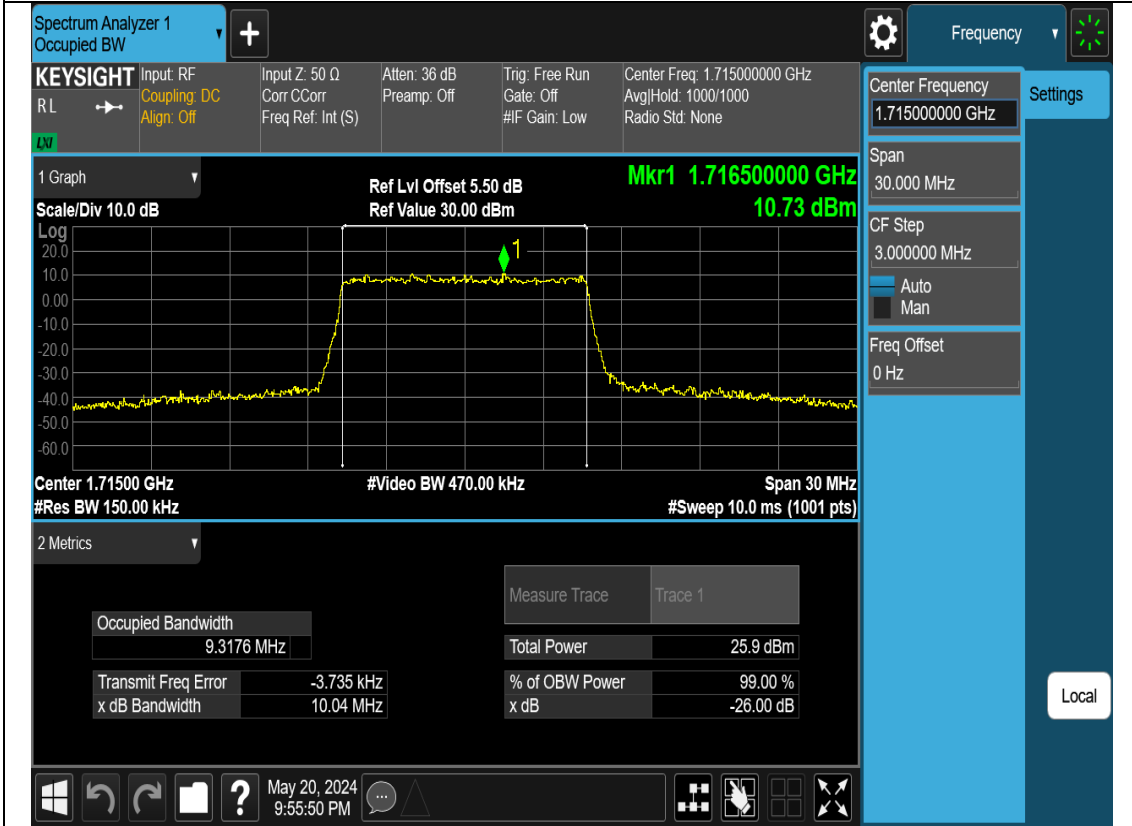 Spectrum Analyzer 1
Occupied BW
Frequency
KEYSIGHT
R L
LXI
Input: RF
Coupling: DC
Align: Off
Input Z: 50 Ω
Corr CCorr
Freq Ref: Int (S)
Atten: 36 dB
Preamp: Off
Trig: Free Run
Gate: Off
#IF Gain: Low
Center Freq: 1.715000000 GHz
Avg|Hold: 1000/1000
Radio Std: None
1 Graph
Scale/Div 10.0 dB
Ref Lvl Offset 5.50 dB
Ref Value 30.00 dBm
Mkr1 1.716500000 GHz
10.73 dBm
Log
20.0
10.0
0.00
-10.0
-20.0
-30.0
-40.0
-50.0
-60.0
1
Center 1.71500 GHz
#Res BW 150.00 kHz
#Video BW 470.00 kHz
Span 30 MHz
#Sweep 10.0 ms (1001 pts)
2 Metrics
Measure Trace Trace 1
Occupied Bandwidth
9.3176 MHz
Total Power 25.9 dBm
Transmit Freq Error -3.735 kHz
% of OBW Power 99.00 %
x dB Bandwidth 10.04 MHz
x dB -26.00 dB
Center Frequency
1.715000000 GHz
Span
30.000 MHz
CF Step
3.000000 MHz
Auto
Man
Freq Offset
0 Hz
Settings
Local
?
May 20, 2024
9:55:50 PM